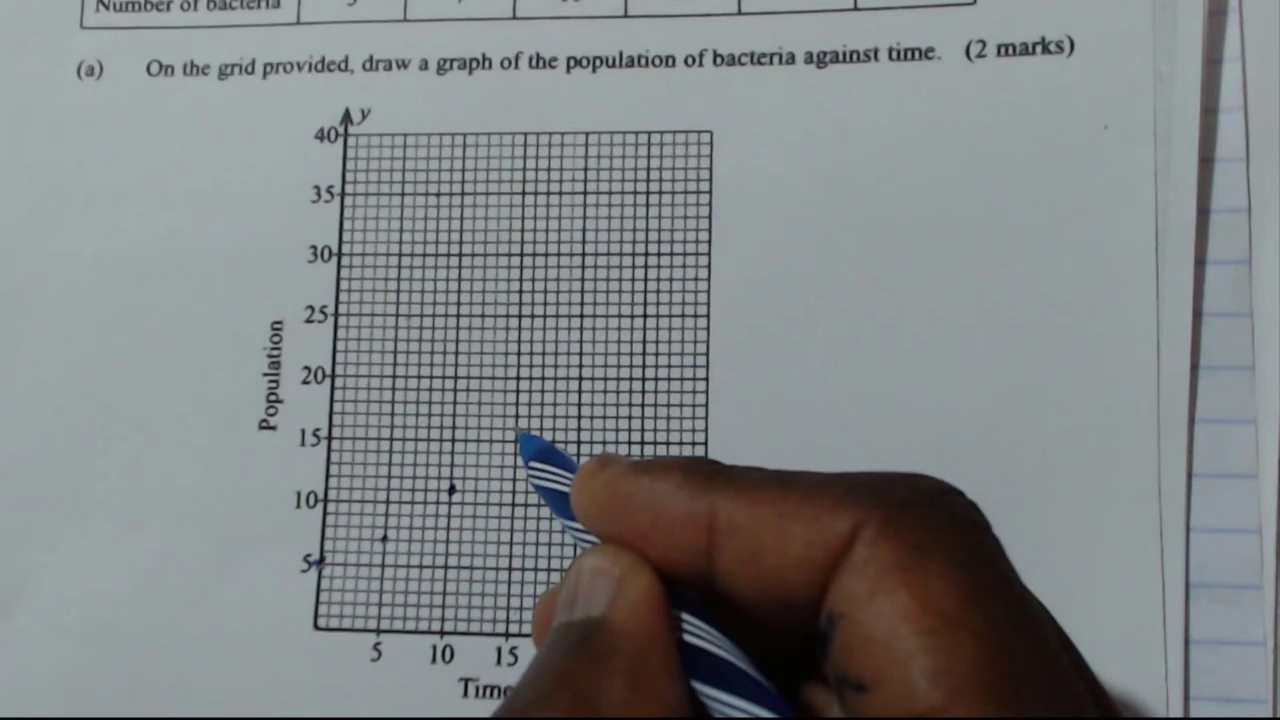 Number of bacteria
(a) On the grid provided, draw a graph of the population of bacteria against time. (2 marks)
y
40
35
30
25
20
15
10
5
Population
5 10 15
Time